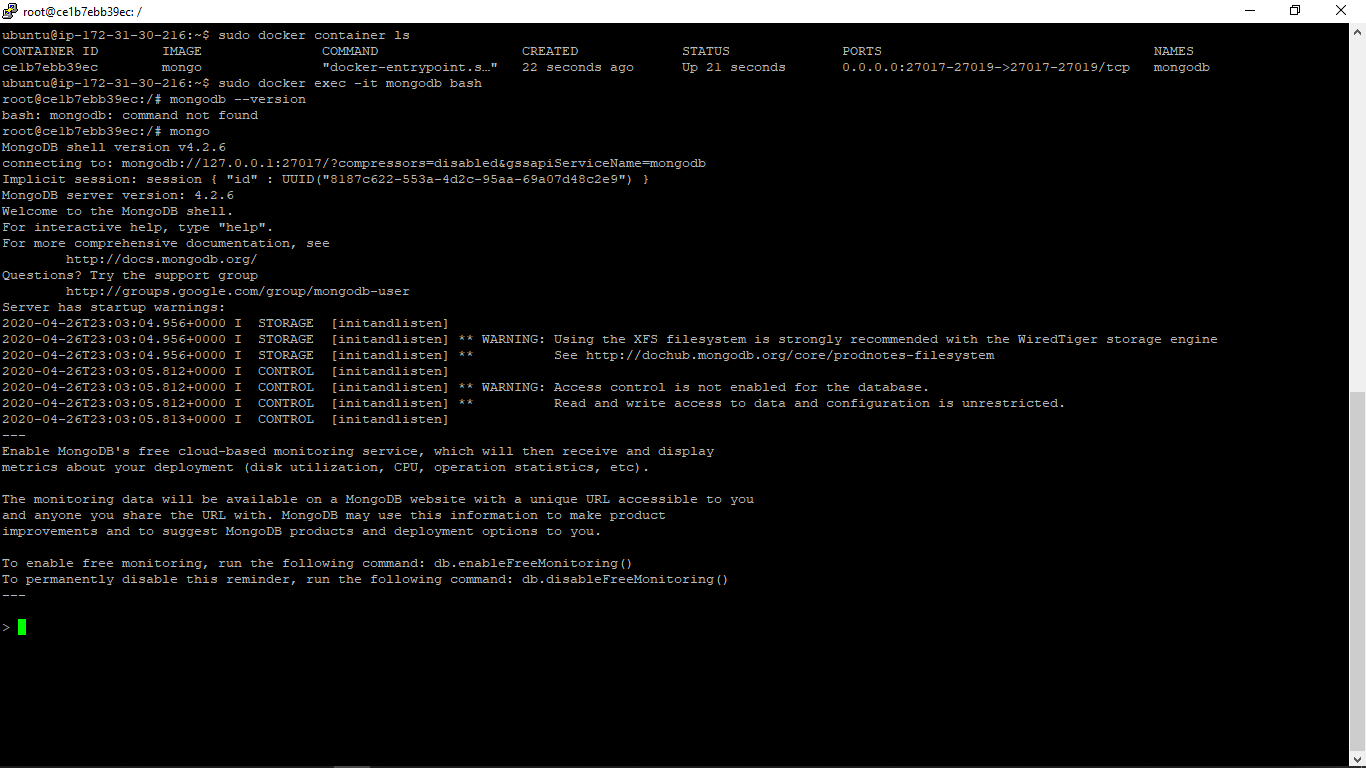 root@ce1b7ebb39ec: /
ubuntu@ip-172-31-30-216:~$ sudo docker container ls
CONTAINER ID        IMAGE               COMMAND                  CREATED             STATUS              PORTS                                  NAMES
ce1b7ebb39ec        mongo               "docker-entrypoint.s…"   22 seconds ago      Up 21 seconds       0.0.0.0:27017-27019->27017-27019/tcp   mongodb
ubuntu@ip-172-31-30-216:~$ sudo docker exec -it mongodb bash
root@ce1b7ebb39ec:/# mongodb --version
bash: mongodb: command not found
root@ce1b7ebb39ec:/# mongo
MongoDB shell version v4.2.6
connecting to: mongodb://127.0.0.1:27017/?compressors=disabled&gssapiServiceName=mongodb
Implicit session: session { "id" : UUID("8187c622-553a-4d2c-95aa-69a07d48c2e9") }
MongoDB server version: 4.2.6
Welcome to the MongoDB shell.
For interactive help, type "help".
For more comprehensive documentation, see
        http://docs.mongodb.org/
Questions? Try the support group
        http://groups.google.com/group/mongodb-user
Server has startup warnings:
2020-04-26T23:03:04.956+0000 I  STORAGE  [initandlisten]
2020-04-26T23:03:04.956+0000 I  STORAGE  [initandlisten] ** WARNING: Using the XFS filesystem is strongly recommended with the WiredTiger storage engine
2020-04-26T23:03:04.956+0000 I  STORAGE  [initandlisten] **          See http://dochub.mongodb.org/core/prodnotes-filesystem
2020-04-26T23:03:05.812+0000 I  CONTROL  [initandlisten]
2020-04-26T23:03:05.812+0000 I  CONTROL  [initandlisten] ** WARNING: Access control is not enabled for the database.
2020-04-26T23:03:05.812+0000 I  CONTROL  [initandlisten] **          Read and write access to data and configuration is unrestricted.
2020-04-26T23:03:05.813+0000 I  CONTROL  [initandlisten]
---
Enable MongoDB's free cloud-based monitoring service, which will then receive and display
metrics about your deployment (disk utilization, CPU, operation statistics, etc).

The monitoring data will be available on a MongoDB website with a unique URL accessible to you
and anyone you share the URL with. MongoDB may use this information to make product
improvements and to suggest MongoDB products and deployment options to you.

To enable free monitoring, run the following command: db.enableFreeMonitoring()
To permanently disable this reminder, run the following command: db.disableFreeMonitoring()
---

>